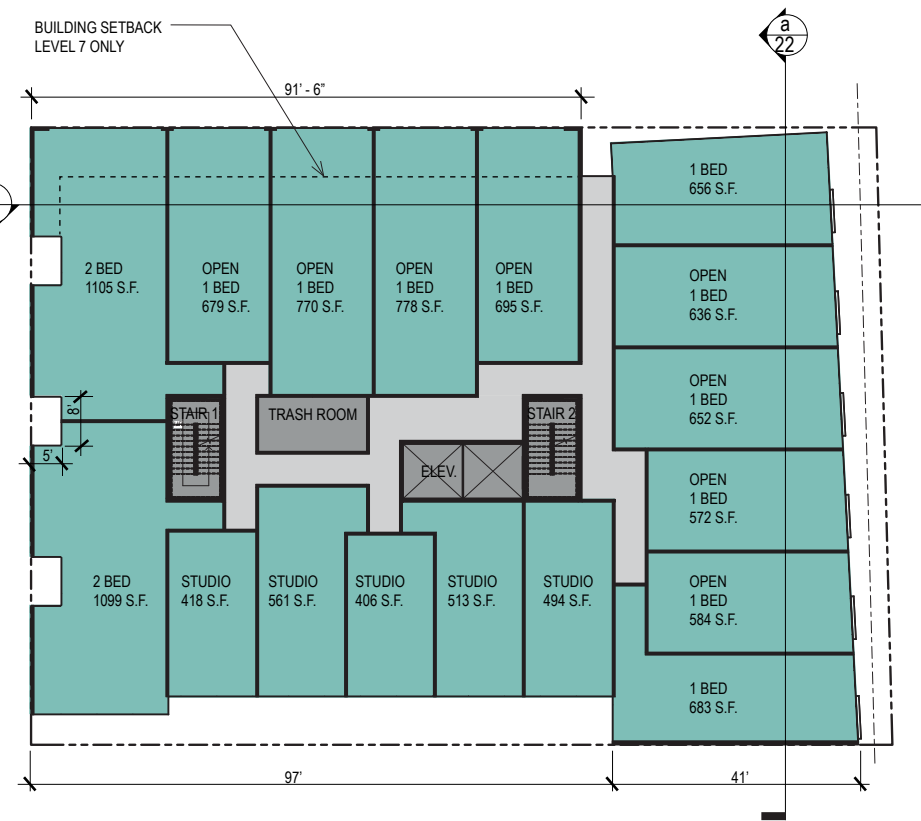 BUILDING SETBACK
LEVEL 7 ONLY
a
22
91' - 6"
1 BED
656 S.F.
2 BED
1105 S.F.
OPEN
1 BED
679 S.F.
OPEN
1 BED
770 S.F.
OPEN
1 BED
778 S.F.
OPEN
1 BED
695 S.F.
OPEN
1 BED
636 S.F.
OPEN
1 BED
652 S.F.
8'
STAIR 1
TRASH ROOM
STAIR 2
5'
ELEV.
OPEN
1 BED
572 S.F.
2 BED
1099 S.F.
STUDIO
418 S.F.
STUDIO
561 S.F.
STUDIO
406 S.F.
STUDIO
513 S.F.
STUDIO
494 S.F.
OPEN
1 BED
584 S.F.
1 BED
683 S.F.
97'
41'